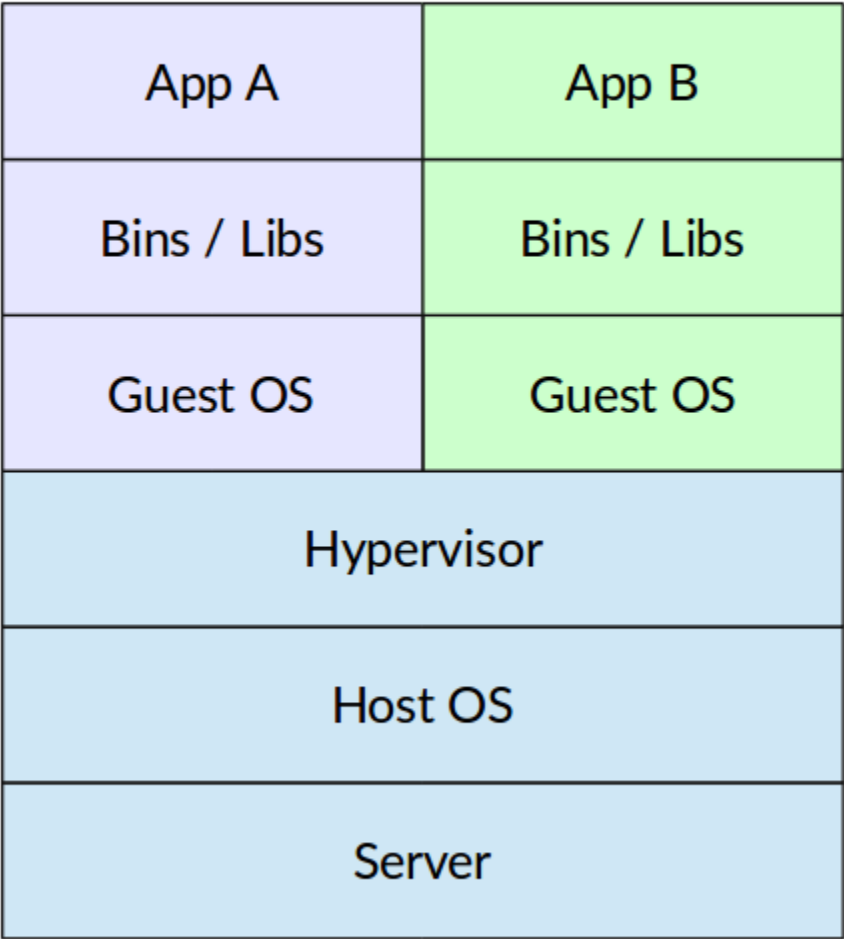 App A
App B
Bins / Libs
Bins / Libs
Guest OS
Guest OS
Hypervisor
Host OS
Server